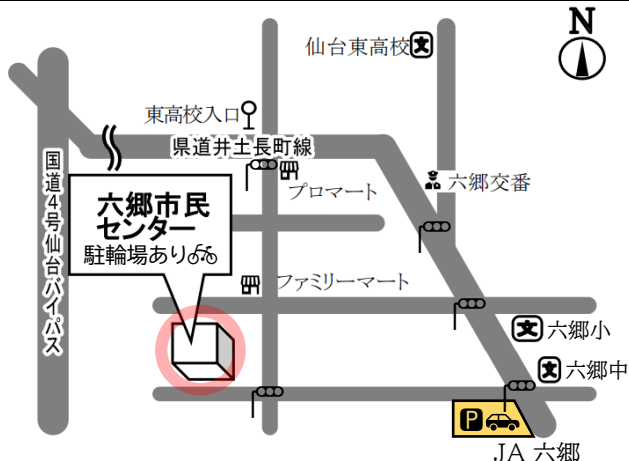 N
仙台東高校
文
東高校入口
県道井土長町線
プロマート
六郷交番
国道4号仙台バイパス
六郷市民
センター
駐輪場あり
ファミリーマート
文
六郷小
文
六郷中
P
JA 六郷